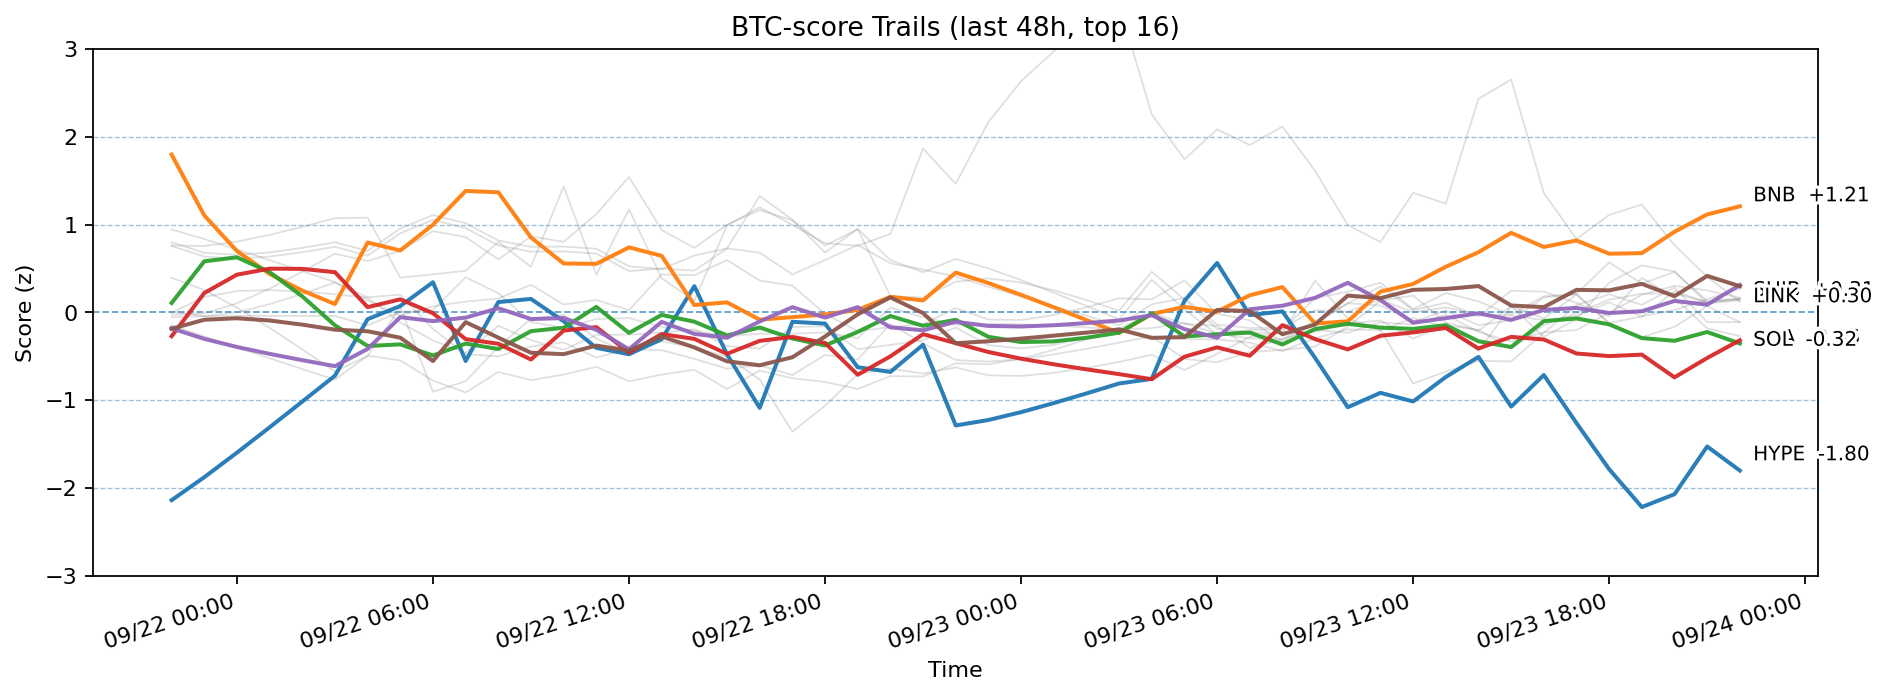 BTC-score Trails (last 48h, top 16)
Score (z)
3
2
1
0
−1
−2
−3
BNB +1.21
LINK +0.30
SOL -0.32
HYPE -1.80
09/22 00:00
09/22 06:00
09/22 12:00
09/22 18:00
09/23 00:00
09/23 06:00
09/23 12:00
09/23 18:00
09/24 00:00
Time